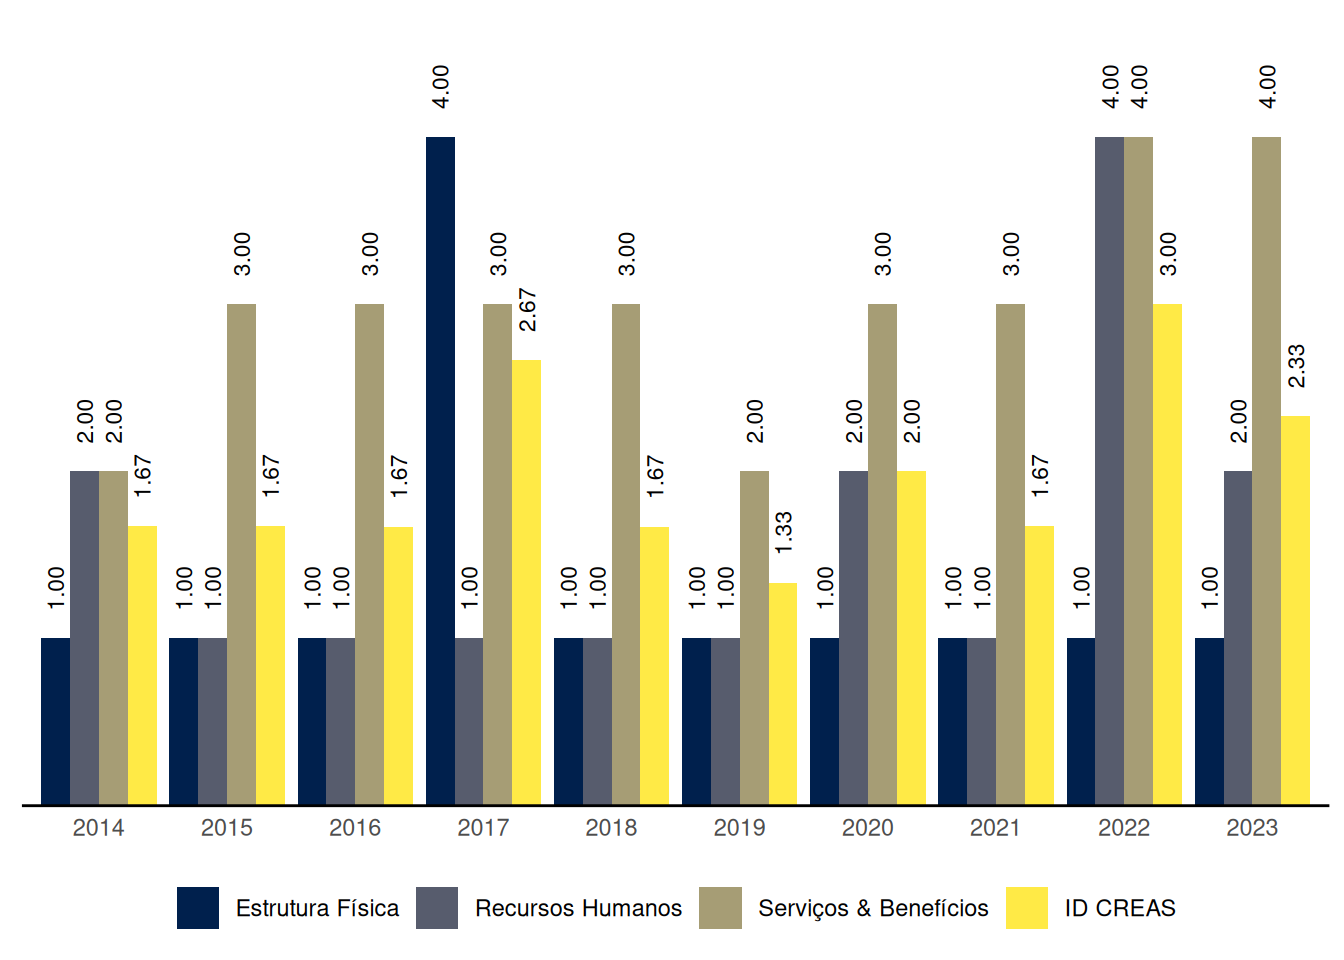 4.00 4.00 4.00 4.00
3.00 3.00 3.00 3.00 3.00 3.00 3.00
2.67
2.33
2.00 2.00 2.00 2.00 2.00 2.00
1.67 1.67 1.67 1.67 1.67
1.33
1.00 1.00 1.00 1.00 1.00 1.00 1.00 1.00 1.00 1.00 1.00 1.00 1.00 1.00 1.00
2014 2015 2016 2017 2018 2019 2020 2021 2022 2023
Estrutura Física Recursos Humanos Serviços & Benefícios ID CREAS